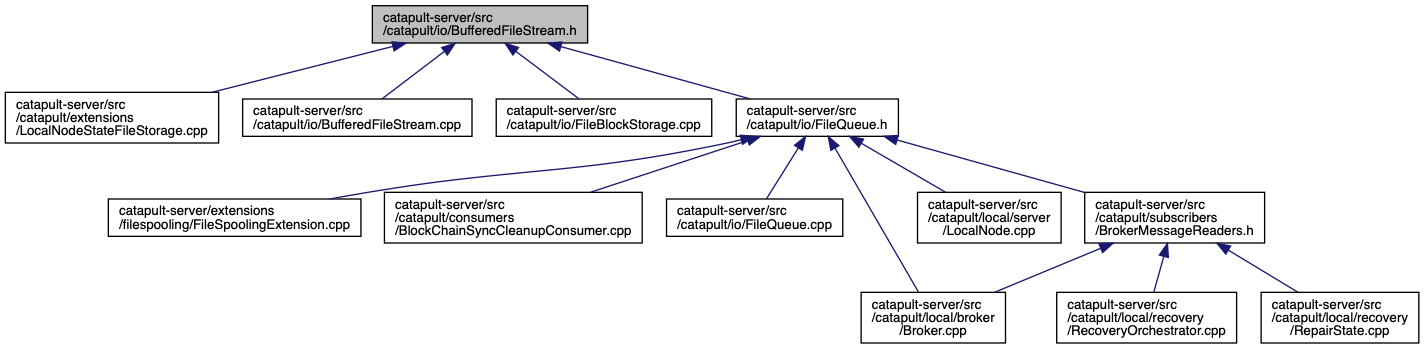 catapult-server/src
/catapult/io/BufferedFileStream.h
catapult-server/src
/catapult/extensions
/LocalNodeStateFileStorage.cpp
catapult-server/src
/catapult/io/BufferedFileStream.cpp
catapult-server/src
/catapult/io/FileBlockStorage.cpp
catapult-server/src
/catapult/io/FileQueue.h
catapult-server/extensions
/filespooling/FileSpoolingExtension.cpp
catapult-server/src
/catapult/consumers
/BlockChainSyncCleanupConsumer.cpp
catapult-server/src
/catapult/io/FileQueue.cpp
catapult-server/src
/catapult/local/server
/LocalNode.cpp
catapult-server/src
/catapult/subscribers
/BrokerMessageReaders.h
catapult-server/src
/catapult/local/broker
/Broker.cpp
catapult-server/src
/catapult/local/recovery
/RecoveryOrchestrator.cpp
catapult-server/src
/catapult/local/recovery
/RepairState.cpp